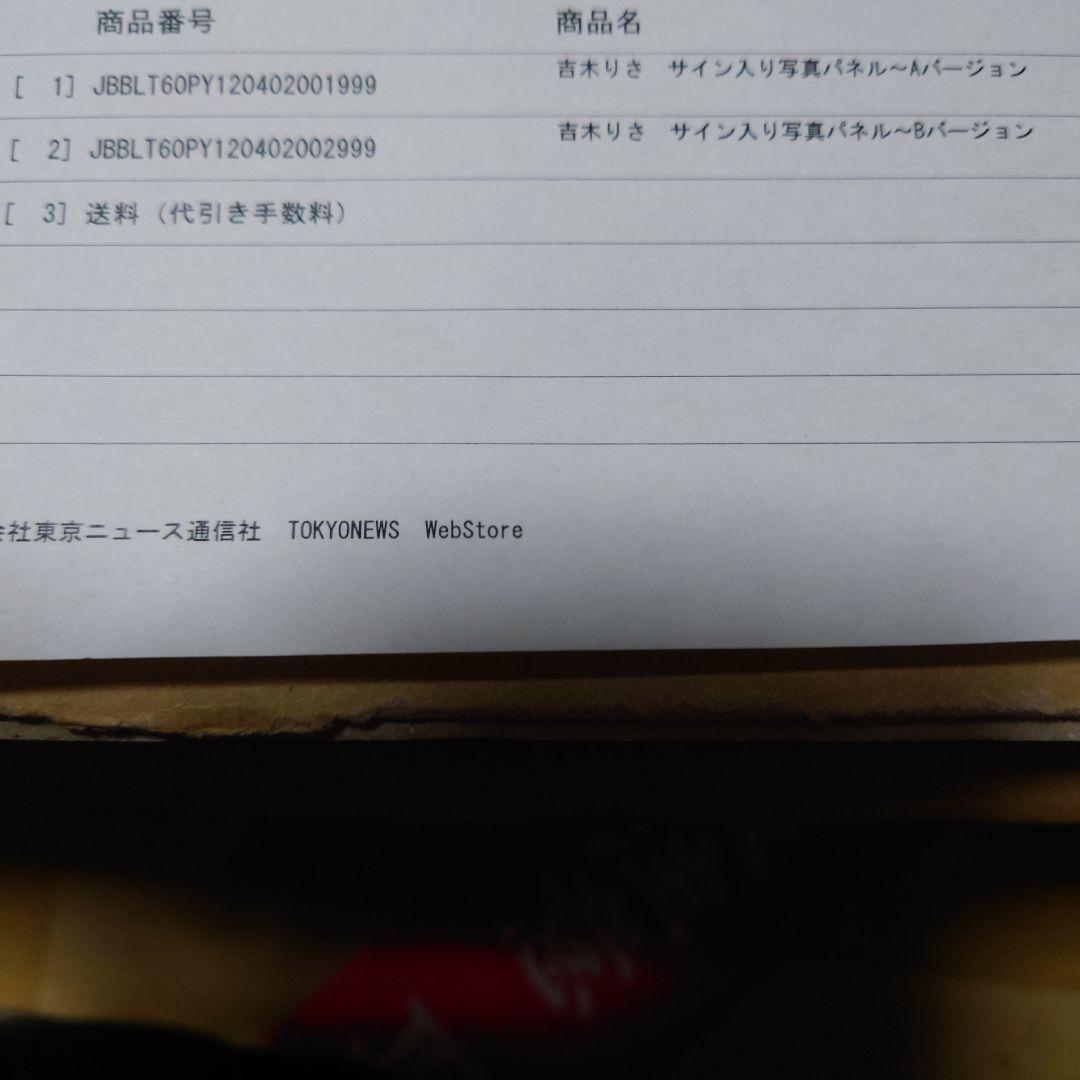 商品番号 商品名
[ 1] JBBLT60PY120402001999 吉木りさ サイン入り写真パネル～Aバージョン
[ 2] JBBLT60PY120402002999 吉木りさ サイン入り写真パネル～Bバージョン
[ 3] 送料（代引き手数料）
会社東京ニュース通信社 TOKYONEWS WebStore